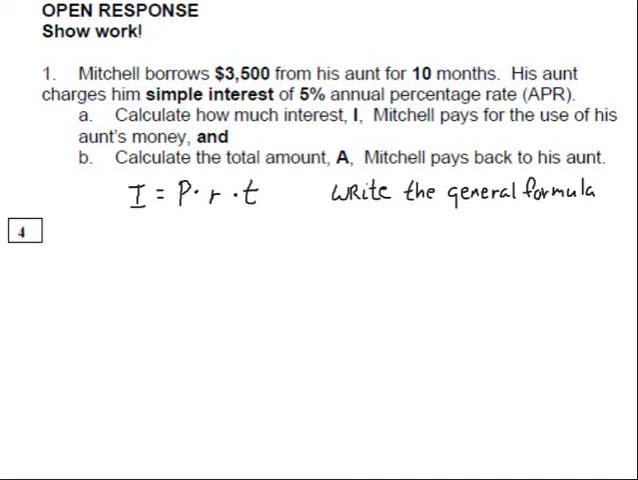 OPEN RESPONSE
Show work!
1. Mitchell borrows $3,500 from his aunt for 10 months. His aunt
charges him simple interest of 5% annual percentage rate (APR).
a. Calculate how much interest, I, Mitchell pays for the use of his
aunt's money, and
b. Calculate the total amount, A, Mitchell pays back to his aunt.
I = P · r · t WRite the general formula
4